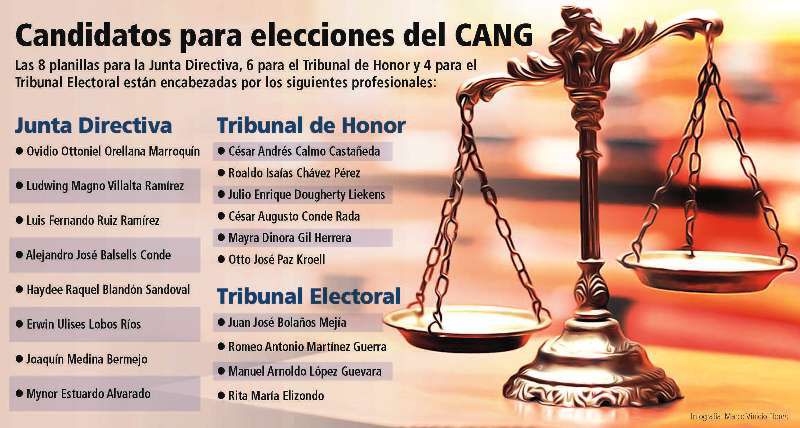 Candidatos para elecciones del CANG
Las 8 planillas para la Junta Directiva, 6 para el Tribunal de Honor y 4 para el
Tribunal Electoral están encabezadas por los siguientes profesionales:
Junta Directiva
• Ovidio Ottoniel Orellana Marroquín
• Ludwing Magno Villalta Ramírez
• Luis Fernando Ruiz Ramírez
• Alejandro José Balsells Conde
• Haydee Raquel Blandón Sandoval
• Erwin Ulises Lobos Ríos
• Joaquín Medina Bermejo
• Mynor Estuardo Alvarado
Tribunal de Honor
• César Andrés Calmo Castañeda
• Roaldo Isaías Chávez Pérez
• Julio Enrique Dougherty Liekens
• César Augusto Conde Rada
• Mayra Dinora Gil Herrera
• Otto José Paz Kroell
Tribunal Electoral
• Juan José Bolaños Mejía
• Romeo Antonio Martínez Guerra
• Manuel Arnoldo López Guevara
• Rita María Elizondo
Infografía: Marco Vinicio